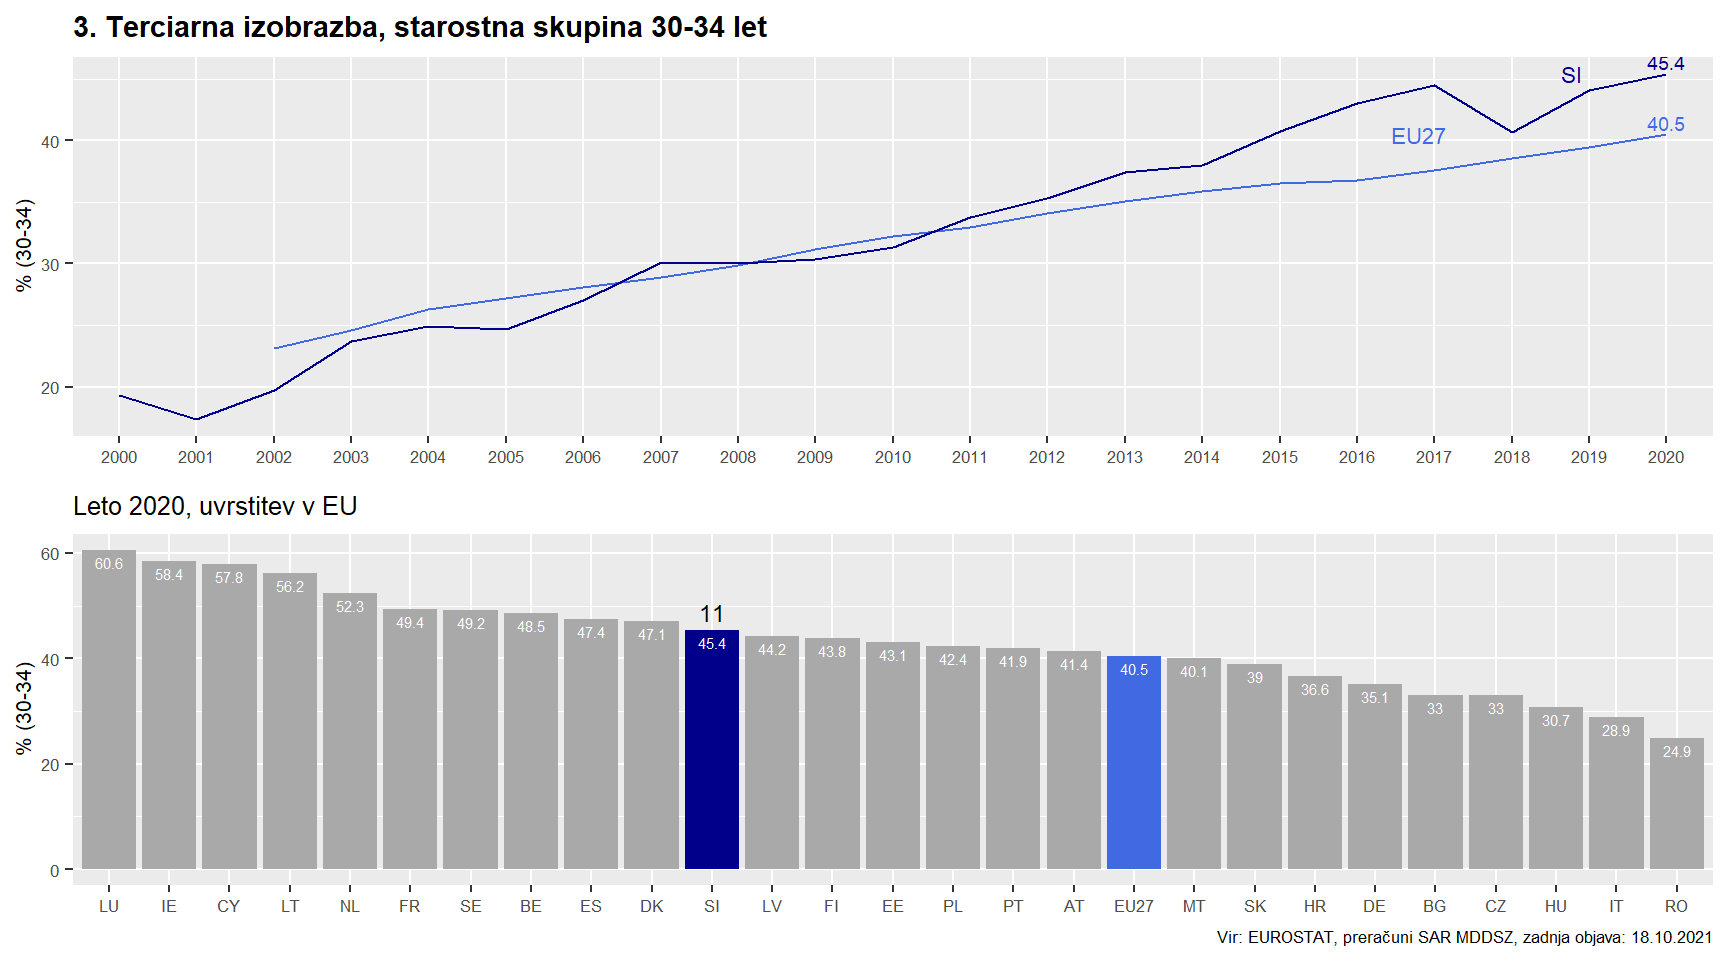 3. Terciarna izobrazba, starostna skupina 30-34 let
45.4
SI
40.5
EU27
40
30
20
% (30-34)
2000 2001 2002 2003 2004 2005 2006 2007 2008 2009 2010 2011 2012 2013 2014 2015 2016 2017 2018 2019 2020
Leto 2020, uvrstitev v EU
60
40
20
0
% (30-34)
11
60.6 58.4 57.8 56.2 52.3 49.4 49.2 48.5 47.4 47.1 45.4 44.2 43.8 43.1 42.4 41.9 41.4 40.5 40.1 39 36.6 35.1 33 33 30.7 28.9 24.9
LU IE CY LT NL FR SE BE ES DK SI LV FI EE PL PT AT EU27 MT SK HR DE BG CZ HU IT RO
Vir: EUROSTAT, preračuni SAR MDDSZ, zadnja objava: 18.10.2021